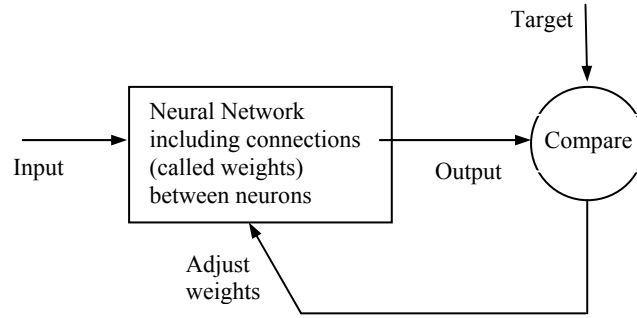 Target
Neural Network
including connections
(called weights)
between neurons
Compare
Input
Output
Adjust
weights